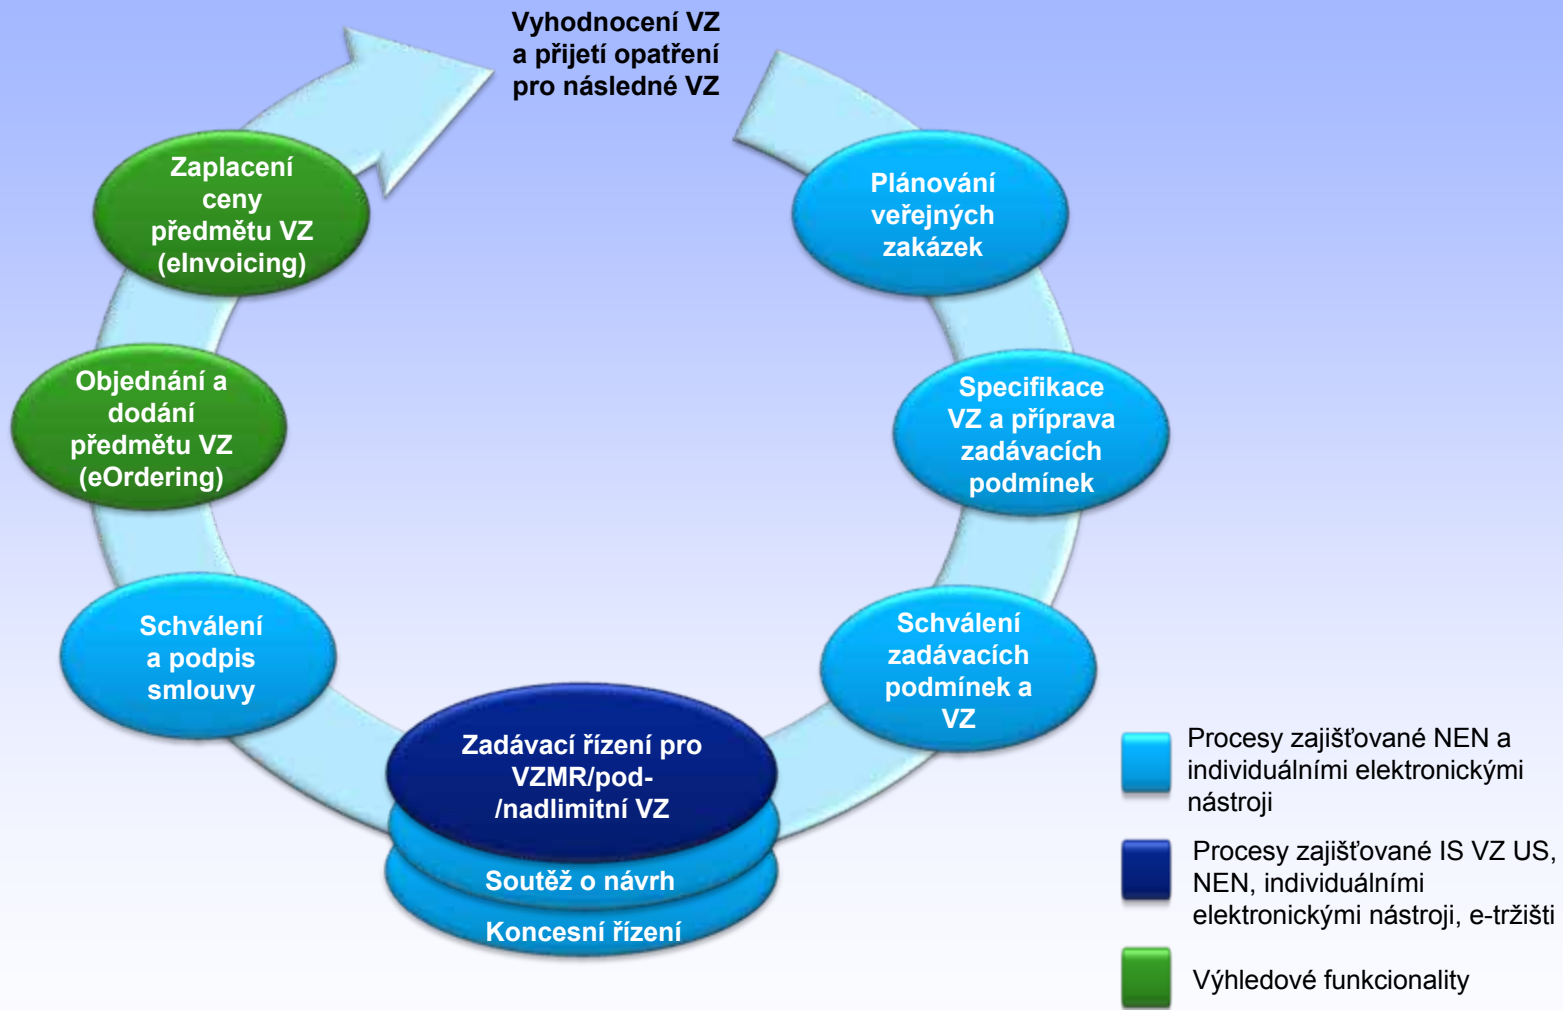 Vyhodnocení VZ
a přijetí opatření
pro následné VZ
Plánování
veřejných
zakázek
Specifikace
VZ a příprava
zadávacích
podmínek
Schválení
zadávacích
podmínek a
VZ
Zadávací řízení pro
VZMR/pod-
/nadlimitní VZ
Soutěž o návrh
Koncesní řízení
Schválení
a podpis
smlouvy
Objednání a
dodání
předmětu VZ
(eOrdering)
Zaplacení
ceny
předmětu VZ
(eInvoicing)
Procesy zajišťované NEN a
individuálními elektronickými
nástroji
Procesy zajišťované IS VZ US,
NEN, individuálními
elektronickými nástroji, e-tržišti
Výhledové funkcionality